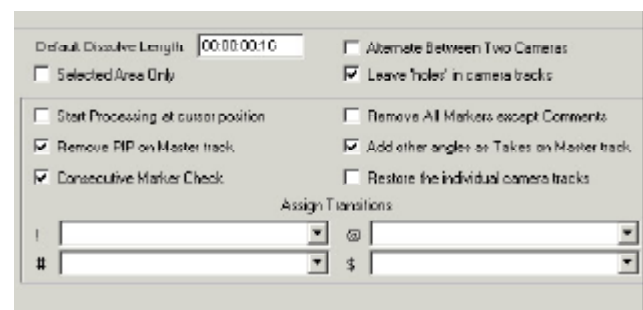 Default Dissolve Length 00:00:00:10
Alternate Between Two Cameras
Selected Area Only
Leave 'holes' in camera tracks
Start Processing at cursor position
Remove All Markers except Comments
Remove PIP on Master track
Add other angles as Takes on Master track
Consecutive Marker Check
Restore the individual camera tracks
Assign Transitions
! @
# $